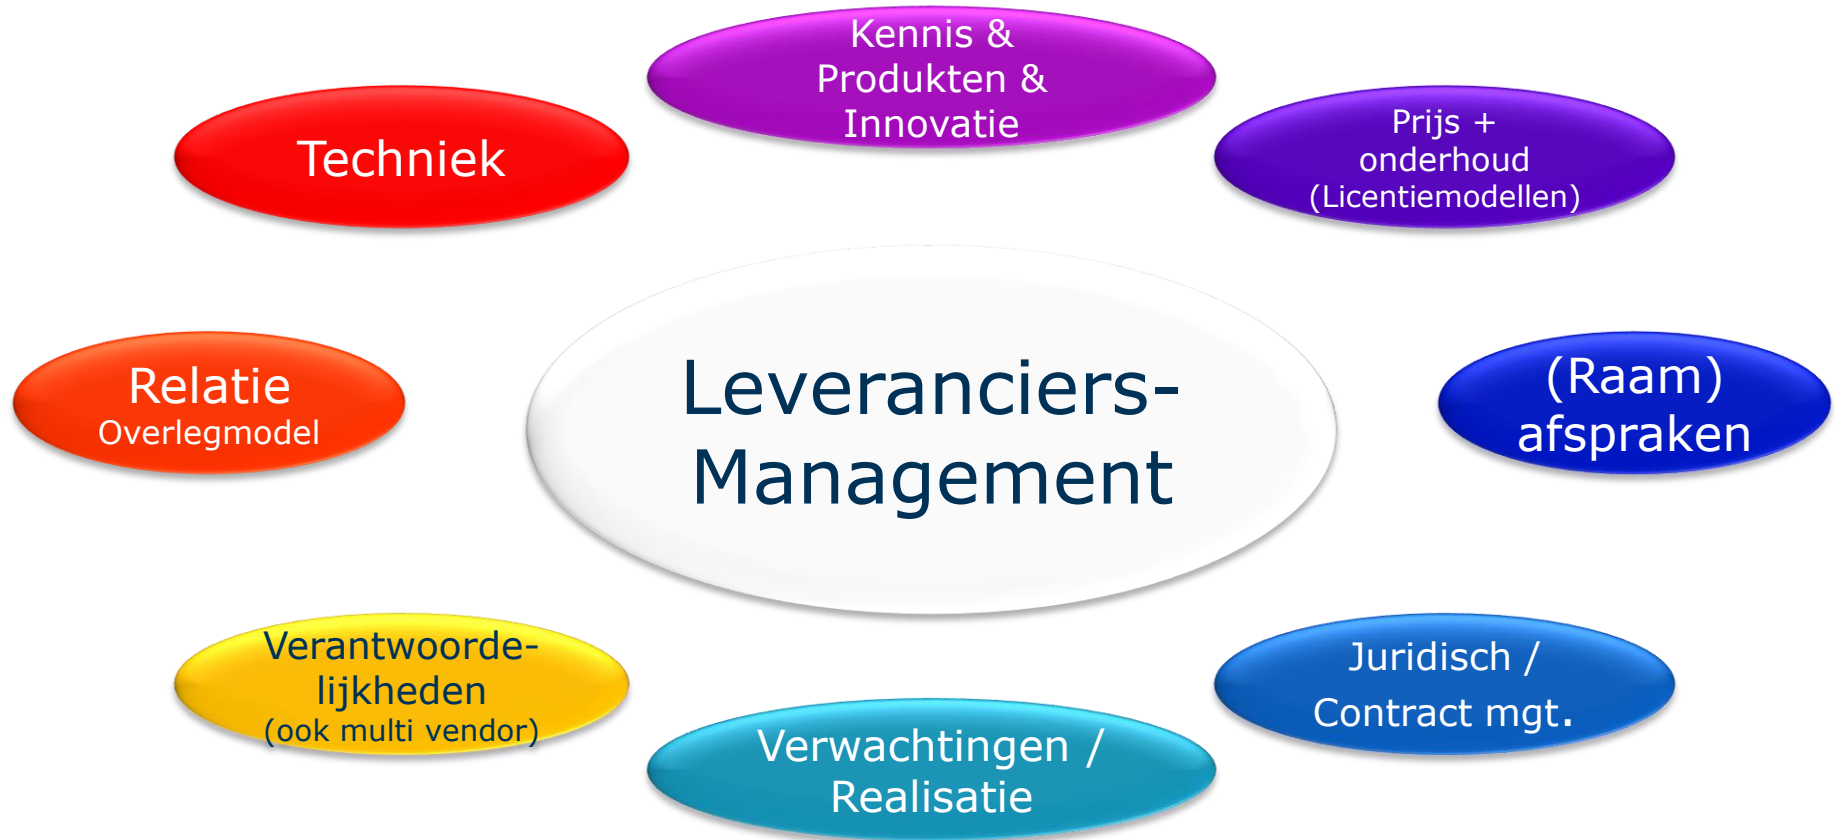 Kennis &
Produkten &
Innovatie
Techniek
Prijs +
onderhoud
(Licentiemodellen)
Relatie
Overlegmodel
Leveranciers-
Management
(Raam)
afspraken
Verantwoorde-
lijkheden
(ook multi vendor)
Juridisch /
Contract mgt.
Verwachtingen /
Realisatie